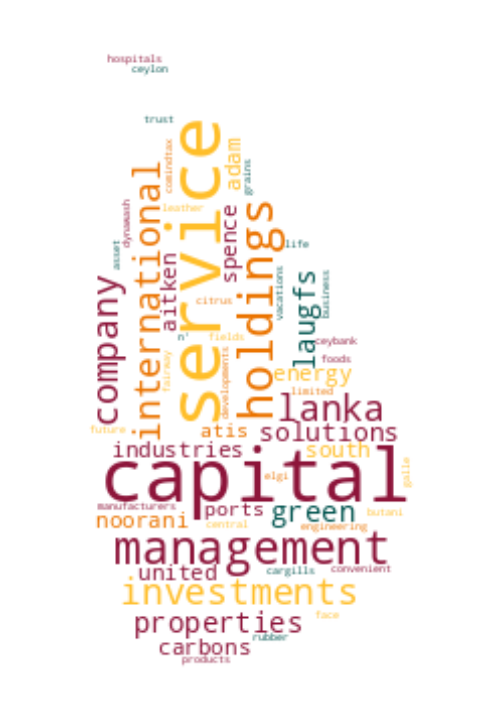 hospitals
ceylon
trust
service
adam
grains
comindtax
international
leather
dynawash
spence
holdings
asset
aitken
life
vacations
business
laugfs
company
citrus
n'
fields
ceybank
developments
foods
fairway
energy
limited
lanka
future
atis
solutions
industries
south
capital
elgi
galle
manufacturers
ports
green
butani
noorani
central
engineering
management
united
cargills
convenient
investments
properties
face
rubber
carbons
products